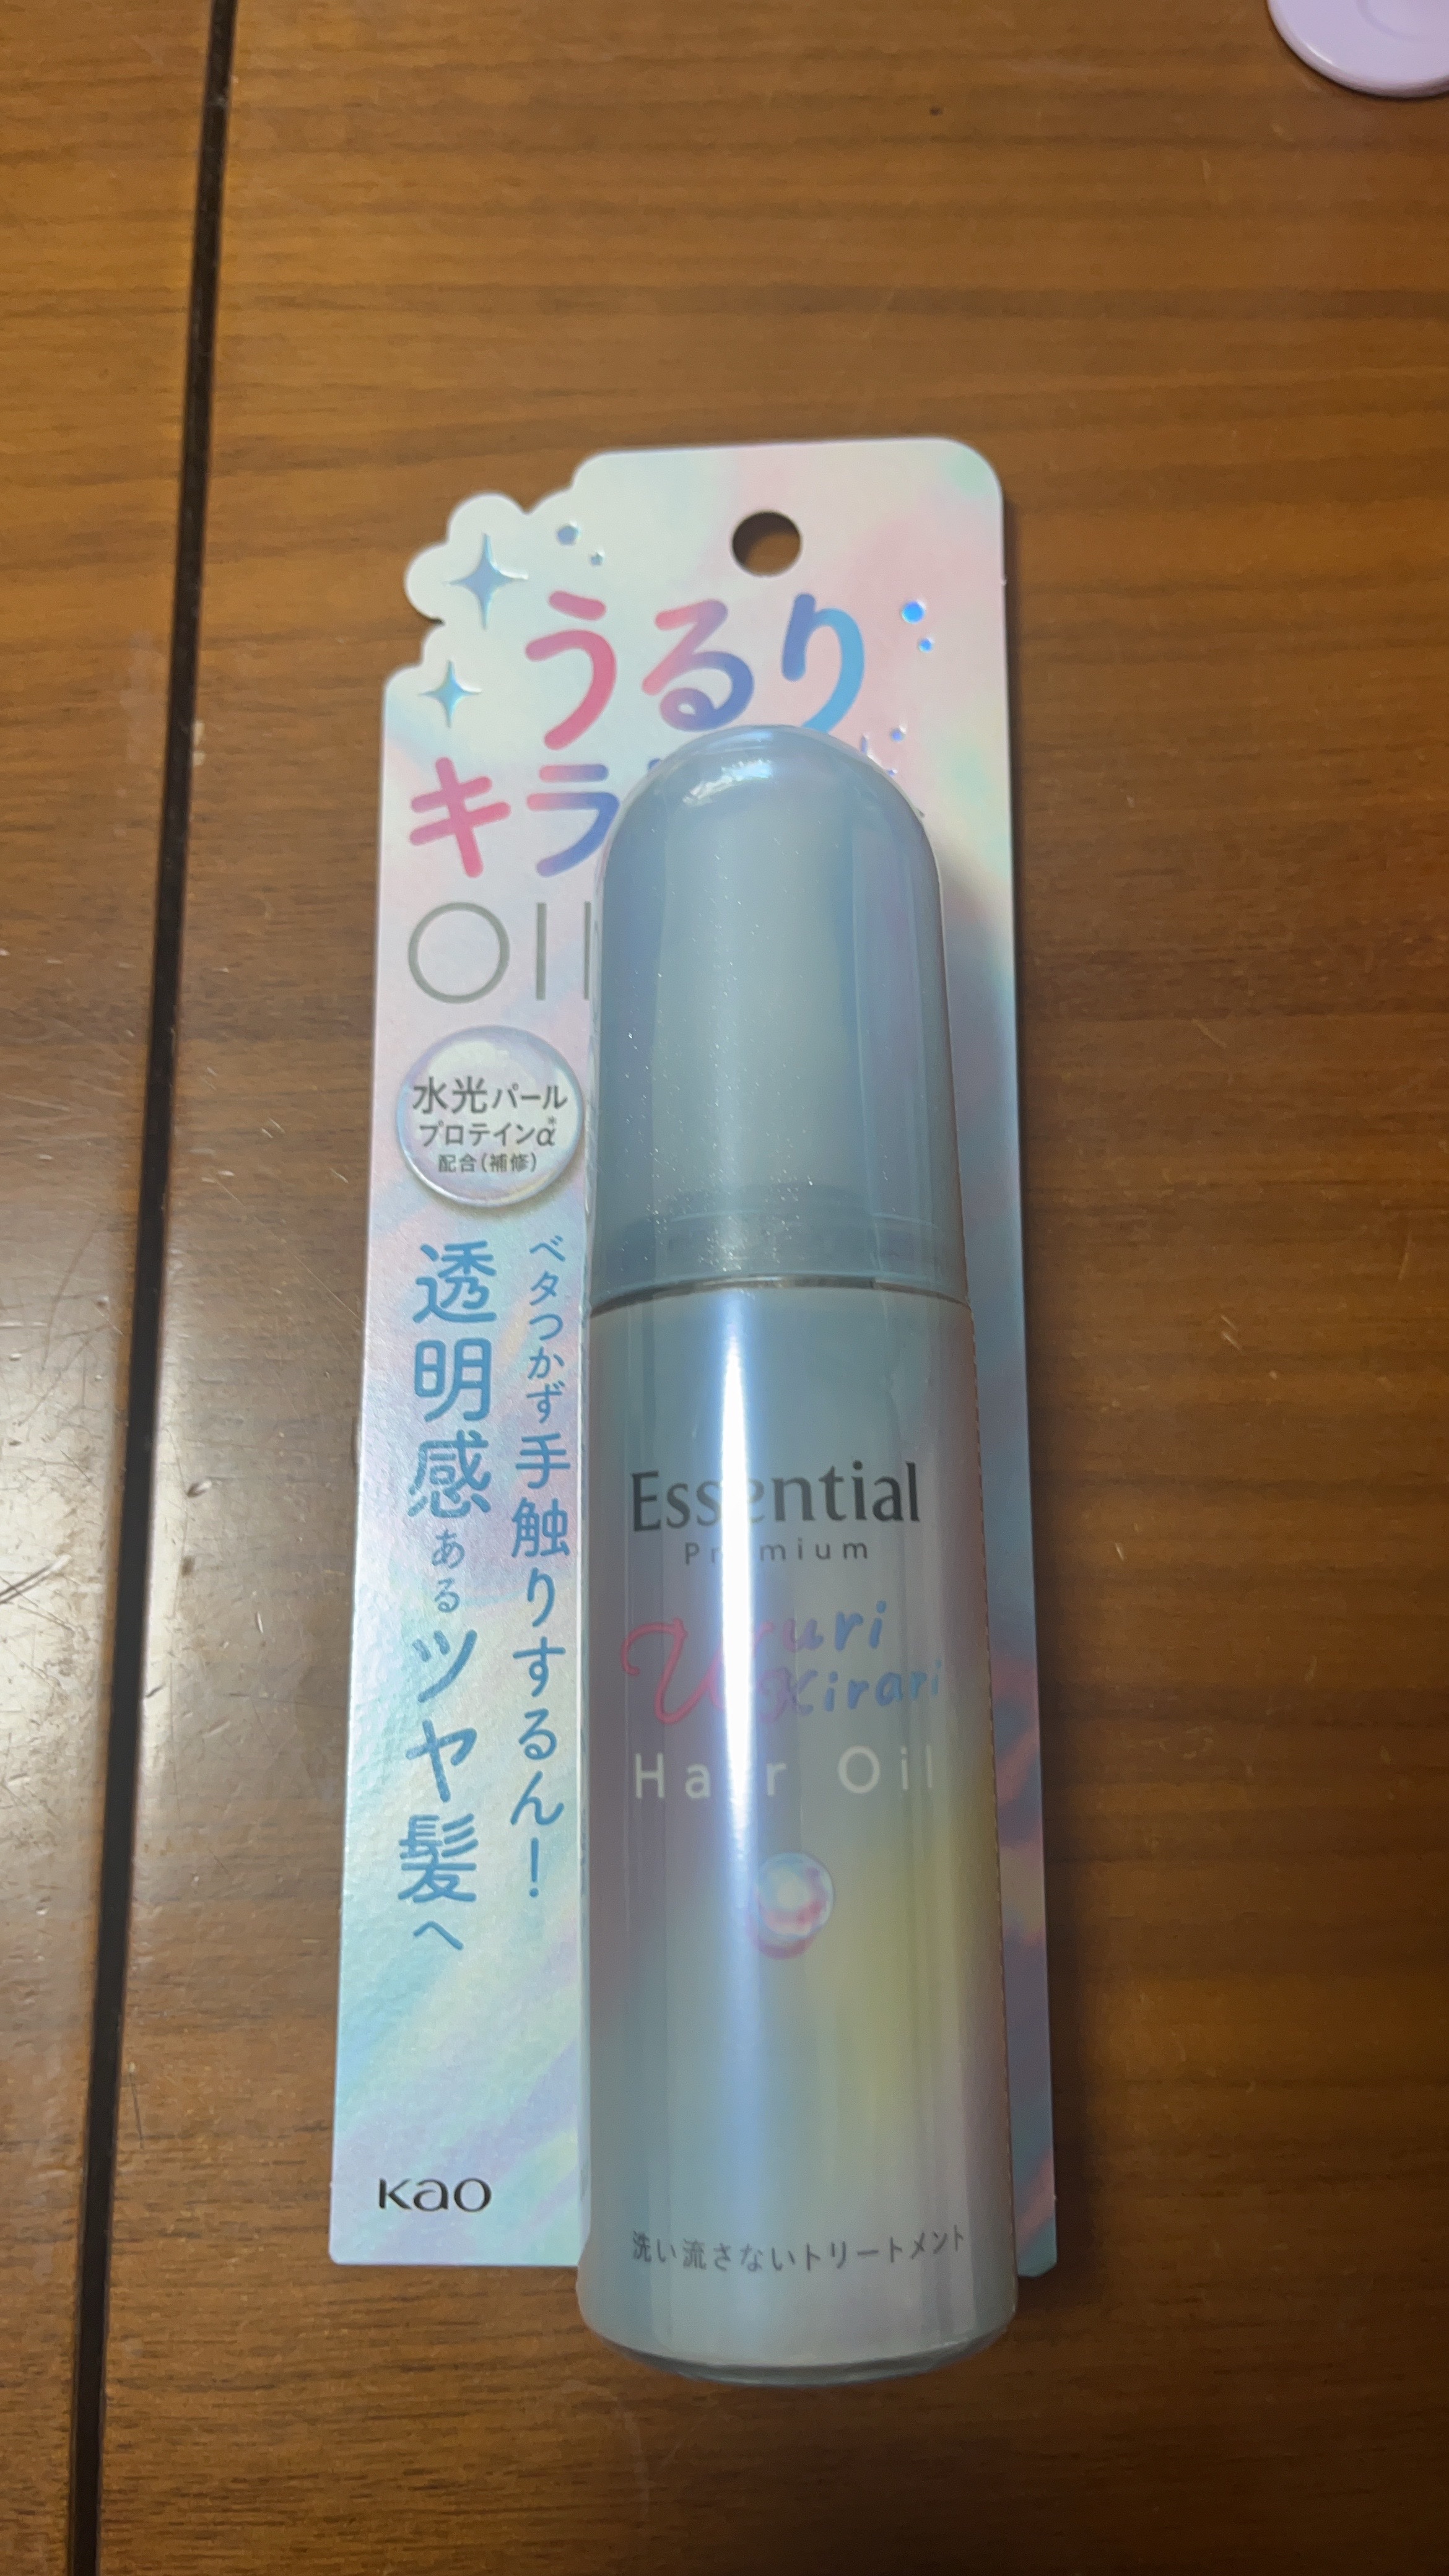 うるり
キラ
Oil
水光パール
プロテインα*
配合(補修)
ベタつかず手触りするん!
透明感あるツヤ髪へ
Essential
Premium
Ururi
Kirari
Hair Oil
Kao
洗い流さないトリートメント